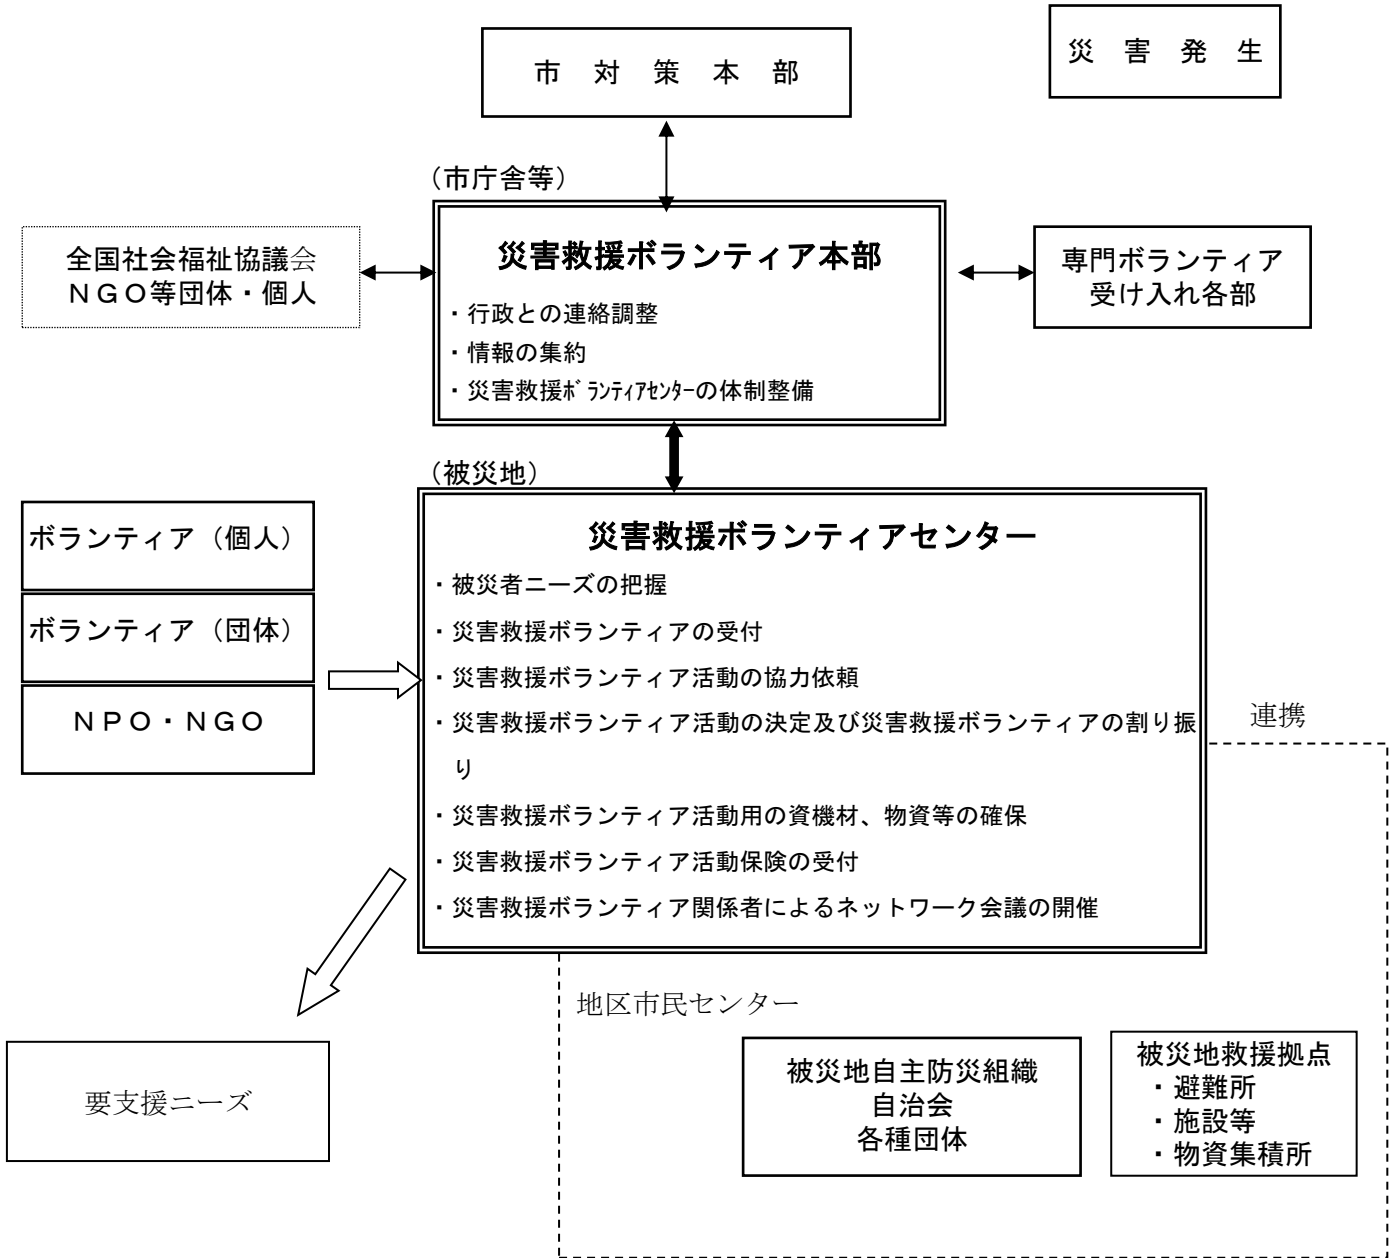 災　害　発　生
市　対　策　本　部
（市庁舎等）
全国社会福祉協議会
ＮＧＯ等団体・個人
災害救援ボランティア本部
・行政との連絡調整
・情報の集約
・災害救援ﾎﾞﾗﾝﾃｨｱｾﾝﾀｰの体制整備
専門ボランティア
受け入れ各部
（被災地）
ボランティア（個人）
ボランティア（団体）
ＮＰＯ・ＮＧＯ
災害救援ボランティアセンター
・被災者ニーズの把握
・災害救援ボランティアの受付
・災害救援ボランティア活動の協力依頼
・災害救援ボランティア活動の決定及び災害救援ボランティアの割り振
り
・災害救援ボランティア活動用の資機材、物資等の確保
・災害救援ボランティア活動保険の受付
・災害救援ボランティア関係者によるネットワーク会議の開催
連携
地区市民センター
要支援ニーズ
被災地自主防災組織
自治会
各種団体
被災地救援拠点
・避難所
・施設等
・物資集積所